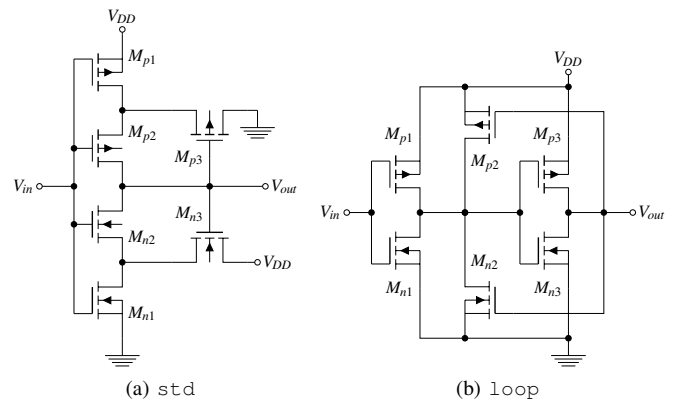 V_DD
M_p1
M_p2
M_p3
V_in
V_out
M_n3
M_n2
V_DD
M_n1
(a) std
V_DD
M_p1
M_p3
M_p2
V_in
V_out
M_n2
M_n1
M_n3
(b) loop